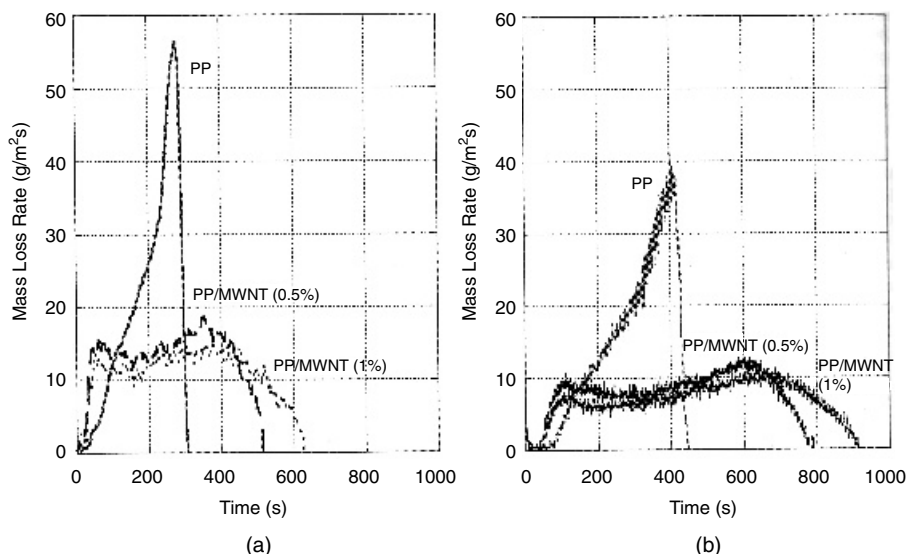 60
50
40
30
20
10
0
Mass Loss Rate (g/m²s)
PP
PP/MWNT (0.5%)
PP/MWNT (1%)
0 200 400 600 800 1000
Time (s)
(a)
60
50
40
30
20
10
0
Mass Loss Rate (g/m²s)
PP
PP/MWNT (0.5%)
PP/MWNT
(1%)
0 200 400 600 800 1000
Time (s)
(b)